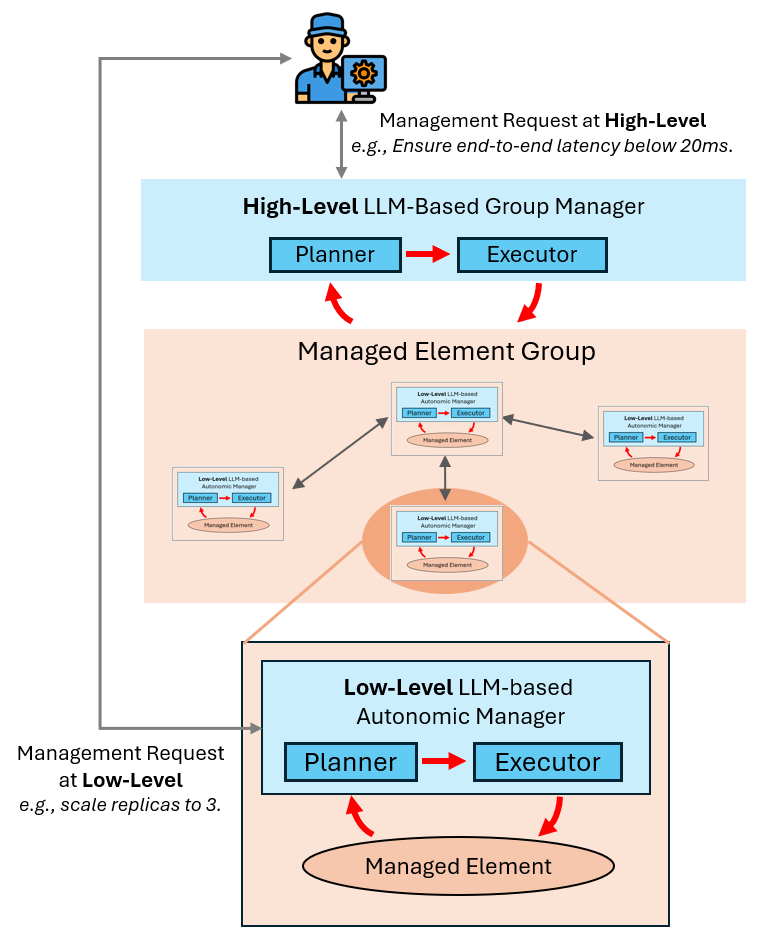 Management Request at High-Level
e.g., Ensure end-to-end latency below 20ms.
High-Level LLM-Based Group Manager
Planner
Executor
Managed Element Group
Low-Level LLM-based
Autonomic Manager
Planner
Executor
Managed Element
Low-Level LLM-based
Autonomic Manager
Planner
Executor
Managed Element
Low-Level LLM-based
Autonomic Manager
Planner
Executor
Managed Element
Low-Level LLM-based
Autonomic Manager
Planner
Executor
Managed Element
Low-Level LLM-based
Autonomic Manager
Planner
Executor
Managed Element
Management Request
at Low-Level
e.g., scale replicas to 3.